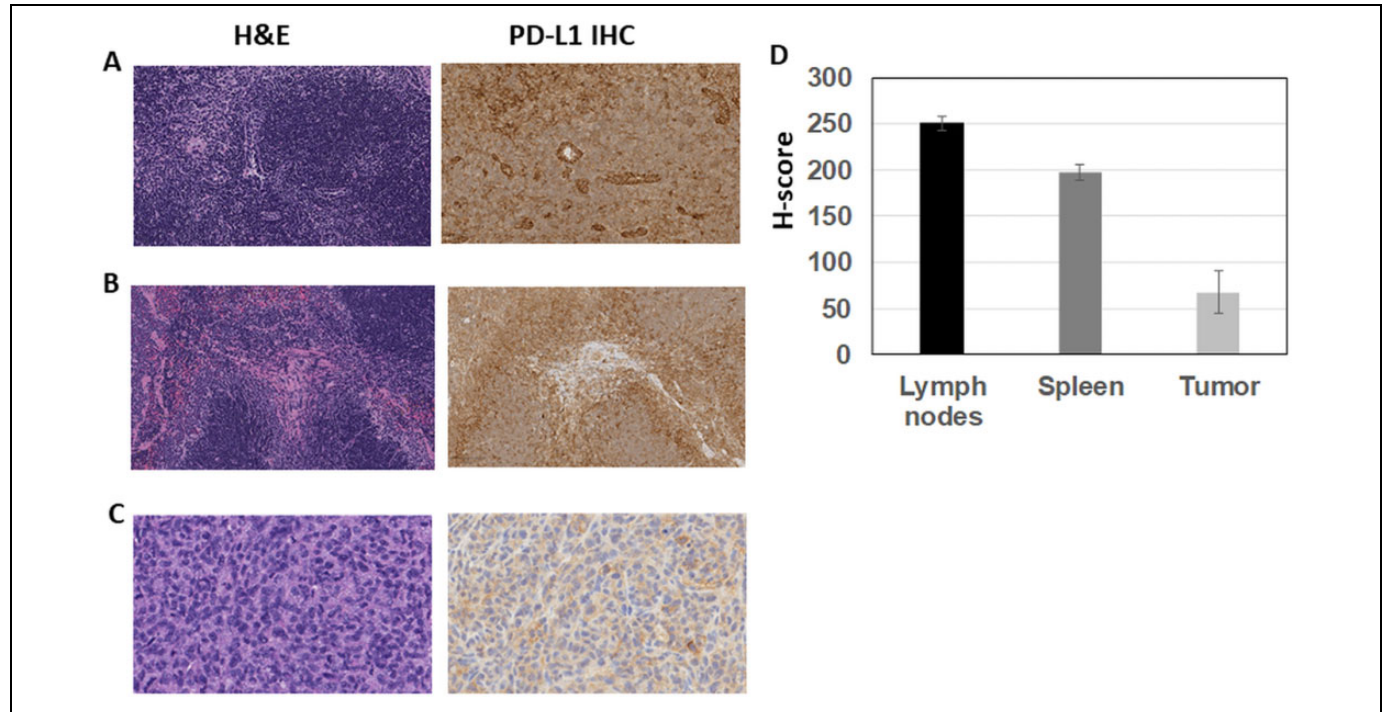 H&E
PD-L1 IHC
A
B
C
D
300
250
200
150
100
50
0
H-score
Lymph
nodes
Spleen
Tumor